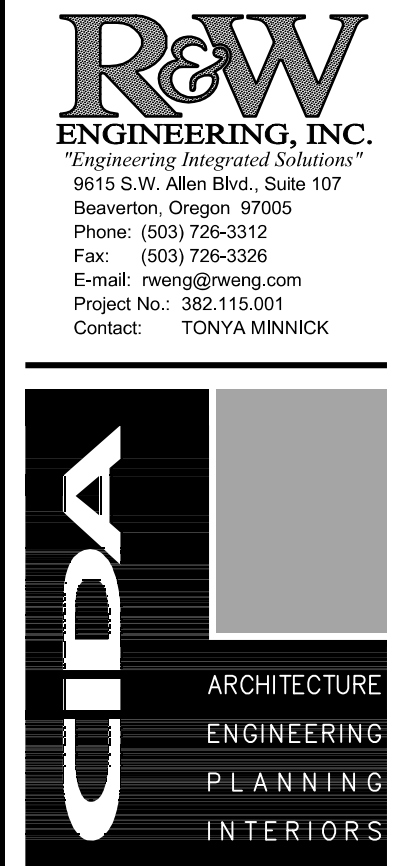 R&W
ENGINEERING, INC.
"Engineering Integrated Solutions"
9615 S.W. Allen Blvd., Suite 107
Beaverton, Oregon 97005
Phone: (503) 726-3312
Fax: (503) 726-3326
E-mail: rweng@rweng.com
Project No.: 382.115.001
Contact: TONYA MINNICK
CIDA
ARCHITECTURE
ENGINEERING
PLANNING
INTERIORS